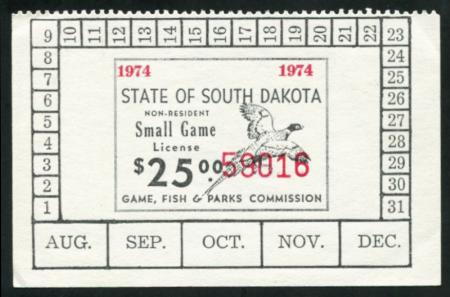 9 10 11 12 13 14 15 16 17 18 19 20 21 22 23
8 24
7 25
6 26
5 27
4 28
3 29
2 30
1 31
1974 1974
STATE OF SOUTH DAKOTA
NON-RESIDENT
Small Game
License
$25.00 58016
GAME, FISH & PARKS COMMISSION
AUG. SEP. OCT. NOV. DEC.